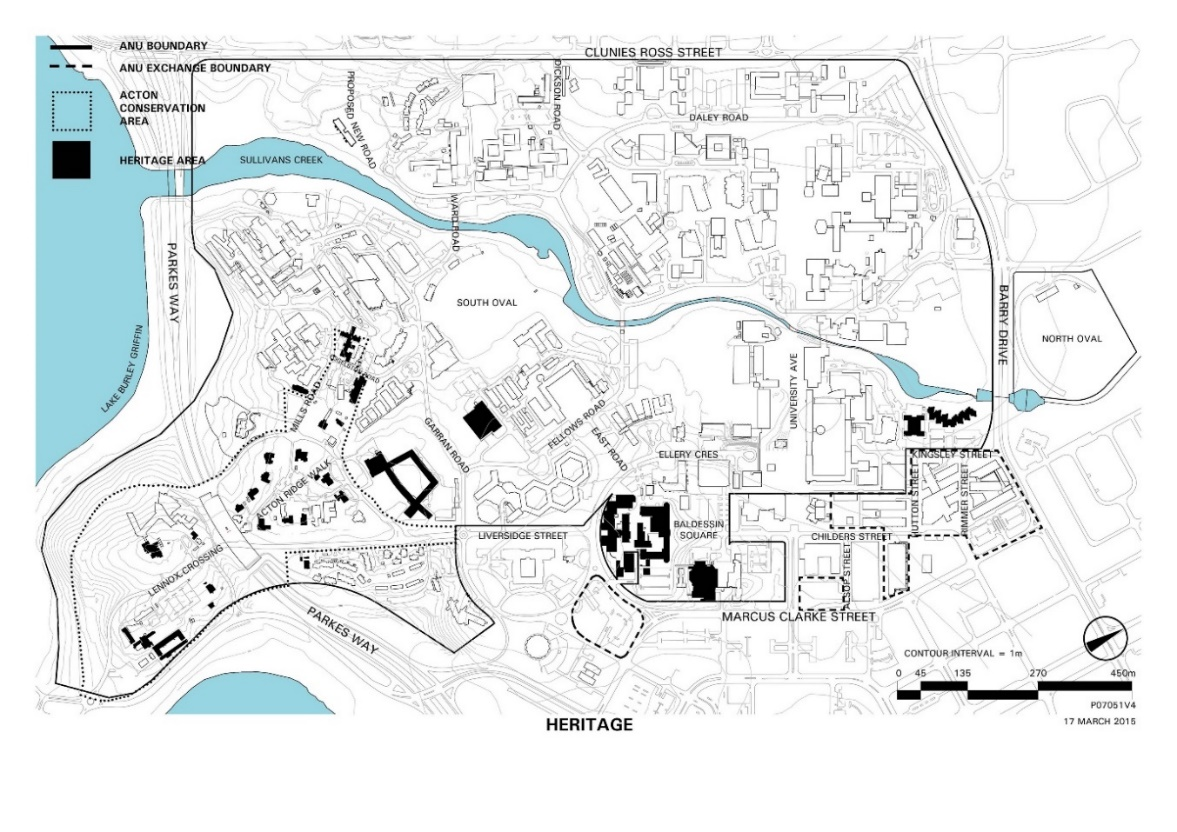 ANU BOUNDARY
ANU EXCHANGE BOUNDARY
ACTON
CONSERVATION
AREA
HERITAGE AREA
CLUNIES ROSS STREET
PROPOSED NEW ROAD
DICKSON ROAD
DALEY ROAD
SULLIVANS CREEK
WARD ROAD
PARKES WAY
SOUTH OVAL
BARRY DRIVE
NORTH OVAL
LAKE BURLEY GRIFFIN
UNIVERSITY AVE
MILLS ROAD
GARRAN ROAD
FELLOWS ROAD
EAST ROAD
ELLERY CRES
KINGSLEY STREET
HUTTON STREET
RIMMER STREET
ACTON RIDGE WALK
LIVERSIDGE STREET
BALDESSIN
SQUARE
CHILDERS STREET
ALSOP STREET
LENNOX CROSSING
PARKES WAY
MARCUS CLARKE STREET
CONTOUR INTERVAL = 1m
0 45 135 270 450m
P07051V4
17 MARCH 2015
HERITAGE